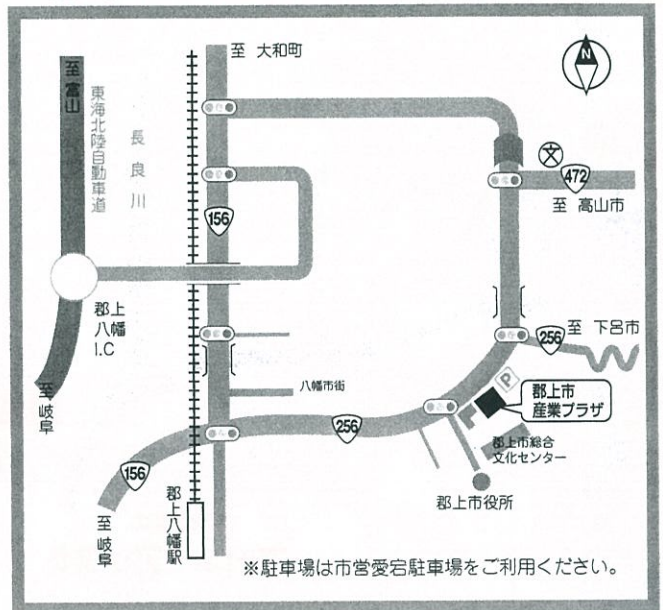 至 大和町
N
至 富山
東海北陸自動車道
長良川
文
472
至 高山市
156
郡上
八幡
I.C
256
至 下呂市
至 岐阜
八幡市街
P
郡上市
産業プラザ
256
郡上市総合
文化センター
156
郡上市役所
至 岐阜
郡上八幡駅
※駐車場は市営愛宕駐車場をご利用ください。